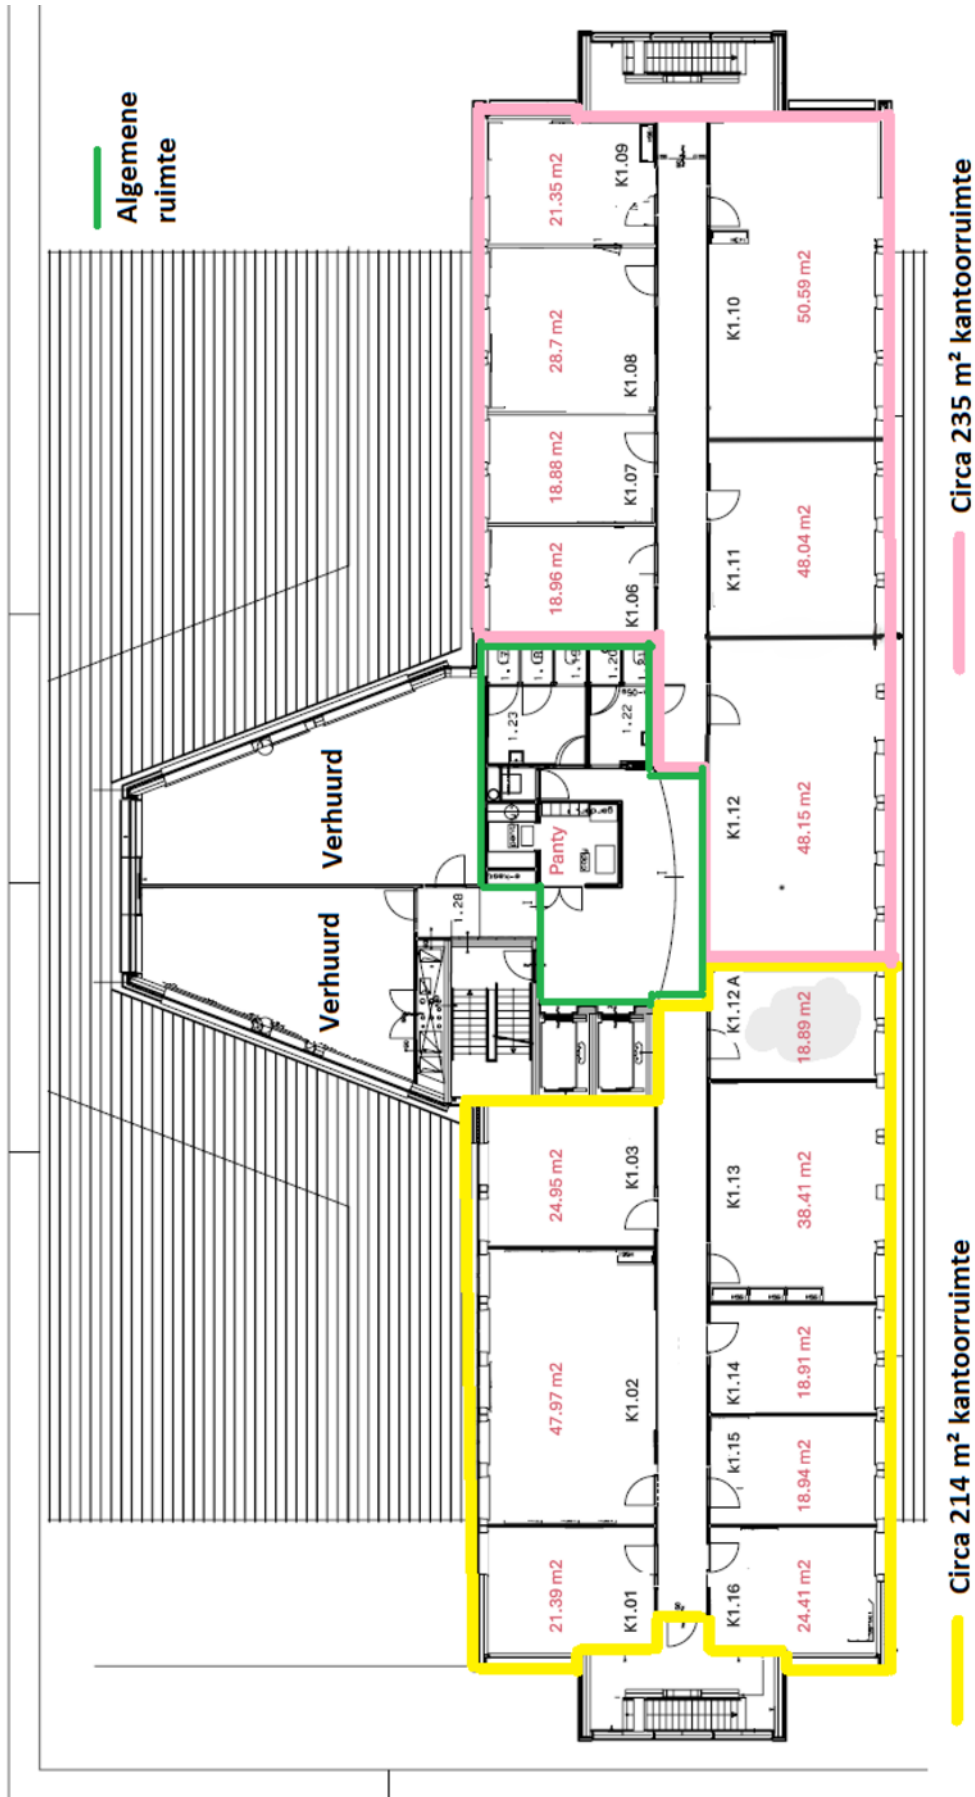 Algemene
ruimte
Verhuurd
Verhuurd
21.39 m2
K1.01
47.97 m2
K1.02
24.95 m2
K1.03
1.28
Panty
1.23
1.22
1.20
18.96 m2
K1.06
18.88 m2
K1.07
28.7 m2
K1.08
21.35 m2
K1.09
K1.16
24.41 m2
k1.15
18.94 m2
K1.14
18.91 m2
K1.13
38.41 m2
K1.12 A
18.89 m2
K1.12
48.15 m2
K1.11
48.04 m2
K1.10
50.59 m2
Circa 214 m² kantoorruimte
Circa 235 m² kantoorruimte